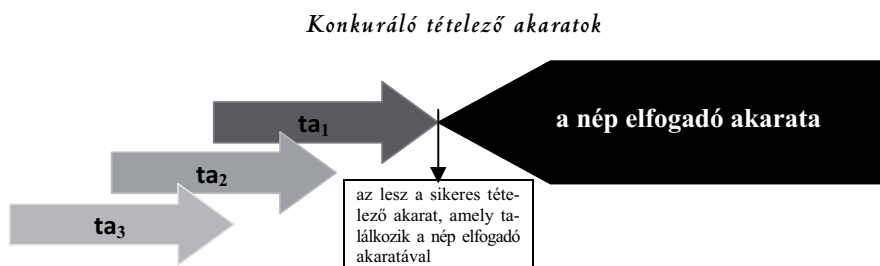 Konkuráló tételező akaratok
ta1
a nép elfogadó akarata
ta2
ta3
az lesz a sikeres téte-
lező akarat, amely ta-
lálkozik a nép elfogadó
akaratával